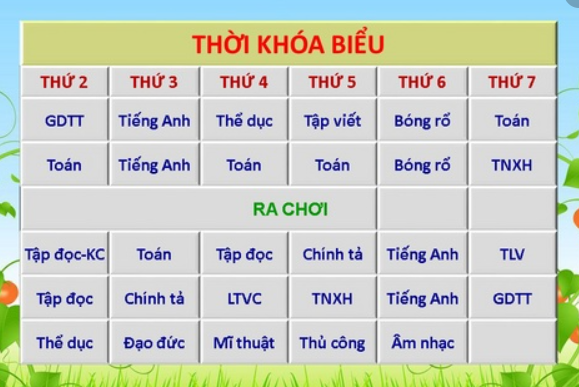 THỜI KHÓA BIỂU
THỨ 2 THỨ 3 THỨ 4 THỨ 5 THỨ 6 THỨ 7
GDTT Tiếng Anh Thể dục Tập viết Bóng rổ Toán
Toán Tiếng Anh Toán Toán Bóng rổ TNXH
RA CHƠI
Tập đọc-KC Toán Tập đọc Chính tả Tiếng Anh TLV
Tập đọc Chính tả LTVC TNXH Tiếng Anh GDTT
Thể dục Đạo đức Mĩ thuật Thủ công Âm nhạc